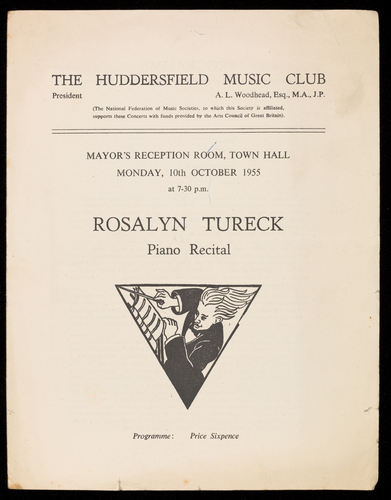 THE HUDDERSFIELD MUSIC CLUB
President A. L. Woodhead, Esq., M.A., J.P.
(The National Federation of Music Societies, to which this Society is affiliated,
supports these Concerts with funds provided by the Arts Council of Great Britain).
MAYOR'S RECEPTION ROOM, TOWN HALL
MONDAY, 10th OCTOBER 1955
at 7-30 p.m.
ROSALYN TURECK
Piano Recital
Programme: Price Sixpence